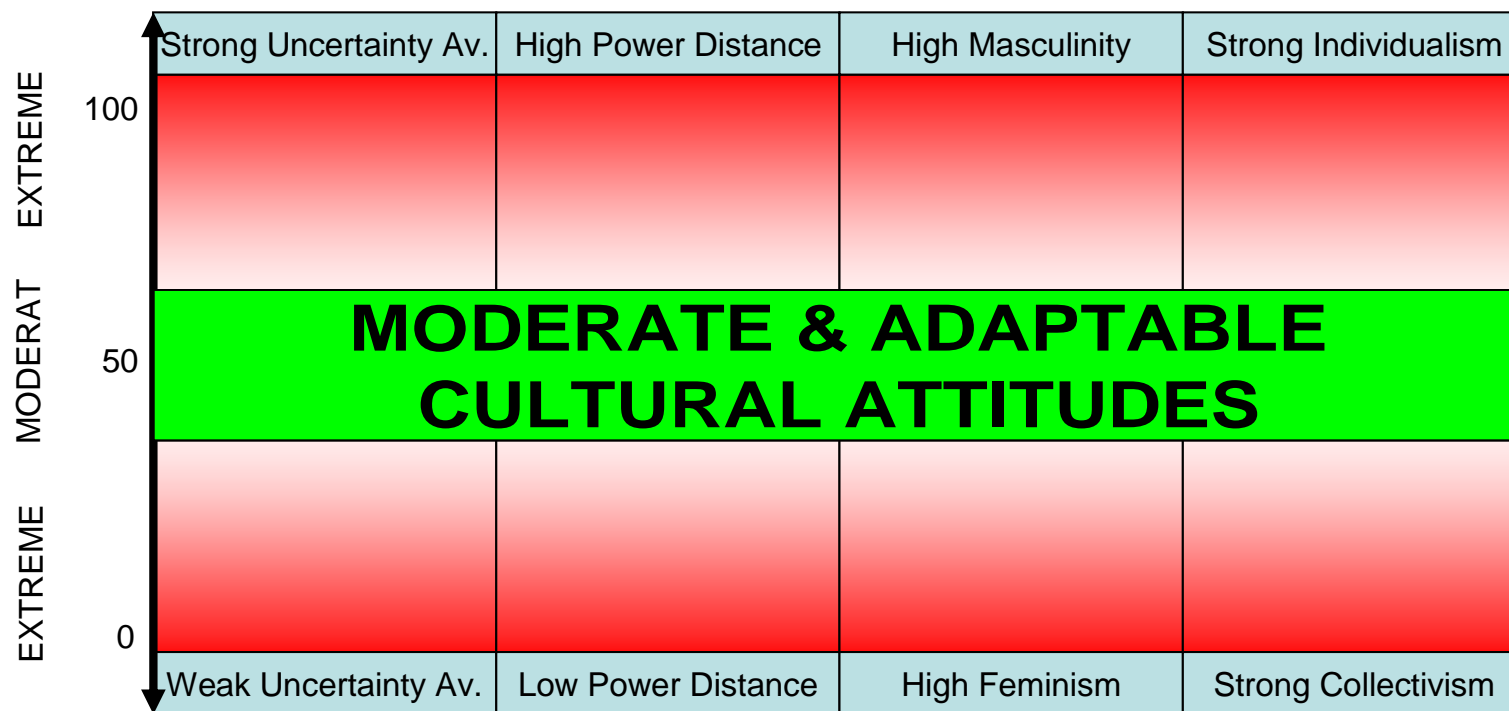 Strong Uncertainty Av.
High Power Distance
High Masculinity
Strong Individualism
EXTREME
100
MODERAT
50
MODERATE & ADAPTABLE
CULTURAL ATTITUDES
EXTREME
0
Weak Uncertainty Av.
Low Power Distance
High Feminism
Strong Collectivism